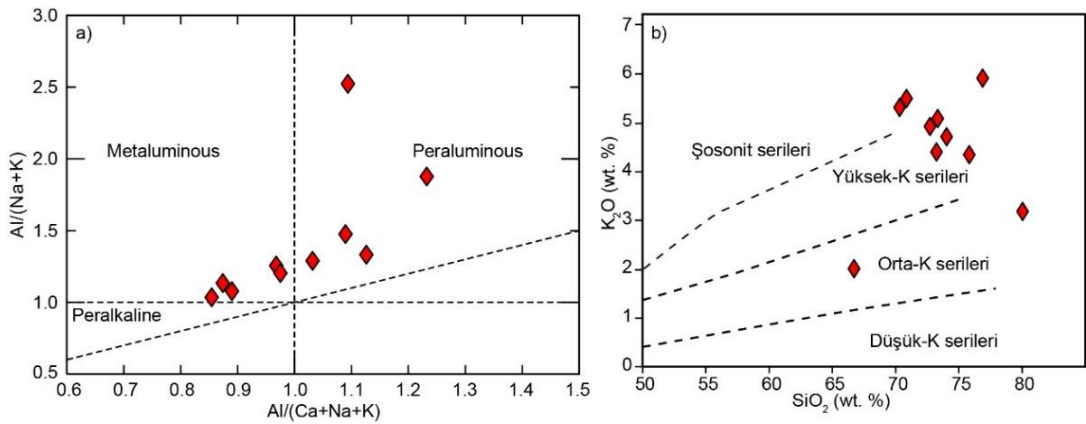 a)
3.0
2.5
2.0
1.5
1.0
0.5
Al/(Na+K)
Metaluminous
Peraluminous
Peralkaline
0.6 0.7 0.8 0.9 1.0 1.1 1.2 1.3 1.4 1.5
Al/(Ca+Na+K)
b)
7
6
5
4
3
2
1
0
K₂O (wt. %)
Şosonit serileri
Yüksek-K serileri
Orta-K serileri
Düşük-K serileri
50 55 60 65 70 75 80
SiO₂ (wt. %)